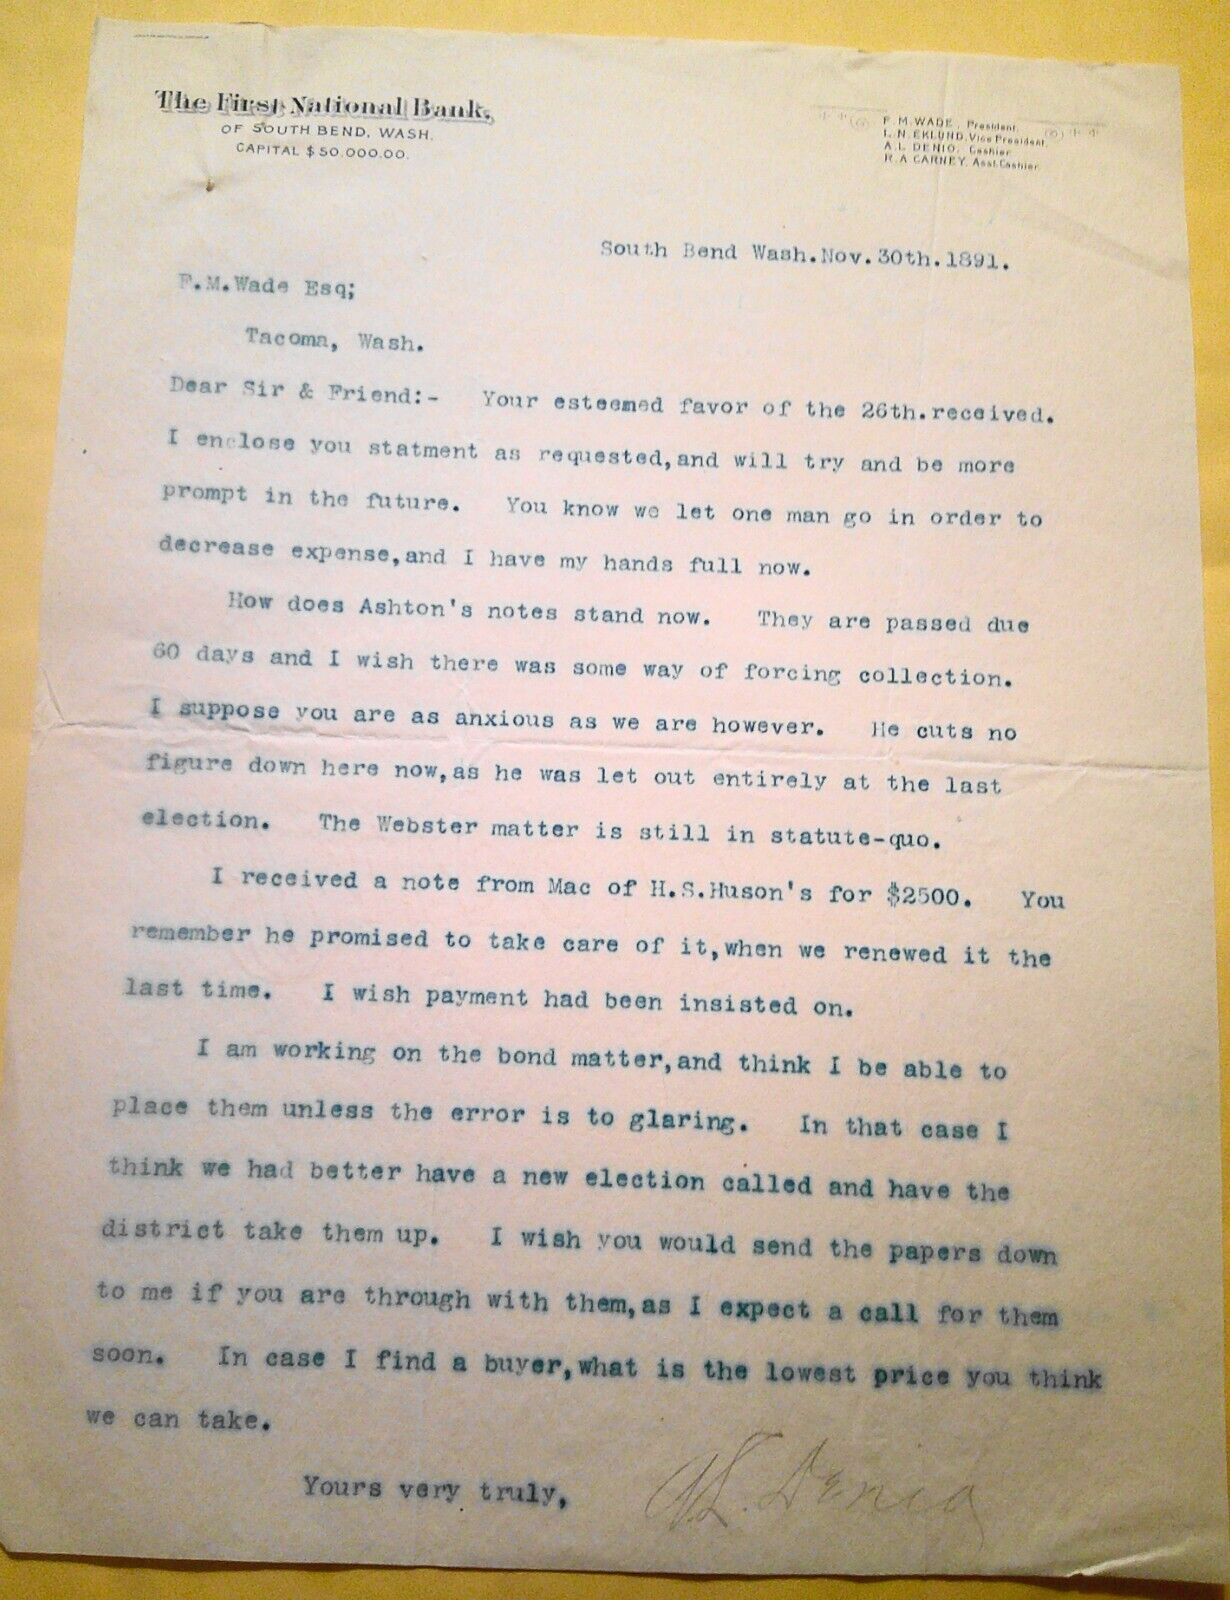 The First National Bank,
OF SOUTH BEND, WASH.
CAPITAL $50,000.00.
F. M. WADE, President.
L. N. EKLUND, Vice President.
A. L. DENIO, Cashier
R. A. CARNEY, Asst. Cashier
South Bend Wash.Nov.30th.1891.
F.M.Wade Esq;
Tacoma, Wash.
Dear Sir & Friend:- Your esteemed favor of the 26th.received.
I enclose you statment as requested,and will try and be more
prompt in the future. You know we let one man go in order to
decrease expense,and I have my hands full now.
How does Ashton's notes stand now. They are passed due
60 days and I wish there was some way of forcing collection.
I suppose you are as anxious as we are however. He cuts no
figure down here now,as he was let out entirely at the last
election. The Webster matter is still in statute-quo.
I received a note from Mac of H.S.Huson's for $2500. You
remember he promised to take care of it,when we renewed it the
last time. I wish payment had been insisted on.
I am working on the bond matter,and think I be able to
place them unless the error is to glaring. In that case I
think we had better have a new election called and have the
district take them up. I wish you would send the papers down
to me if you are through with them,as I expect a call for them
soon. In case I find a buyer,what is the lowest price you think
we can take.
Yours very truly,
A.L. Denio